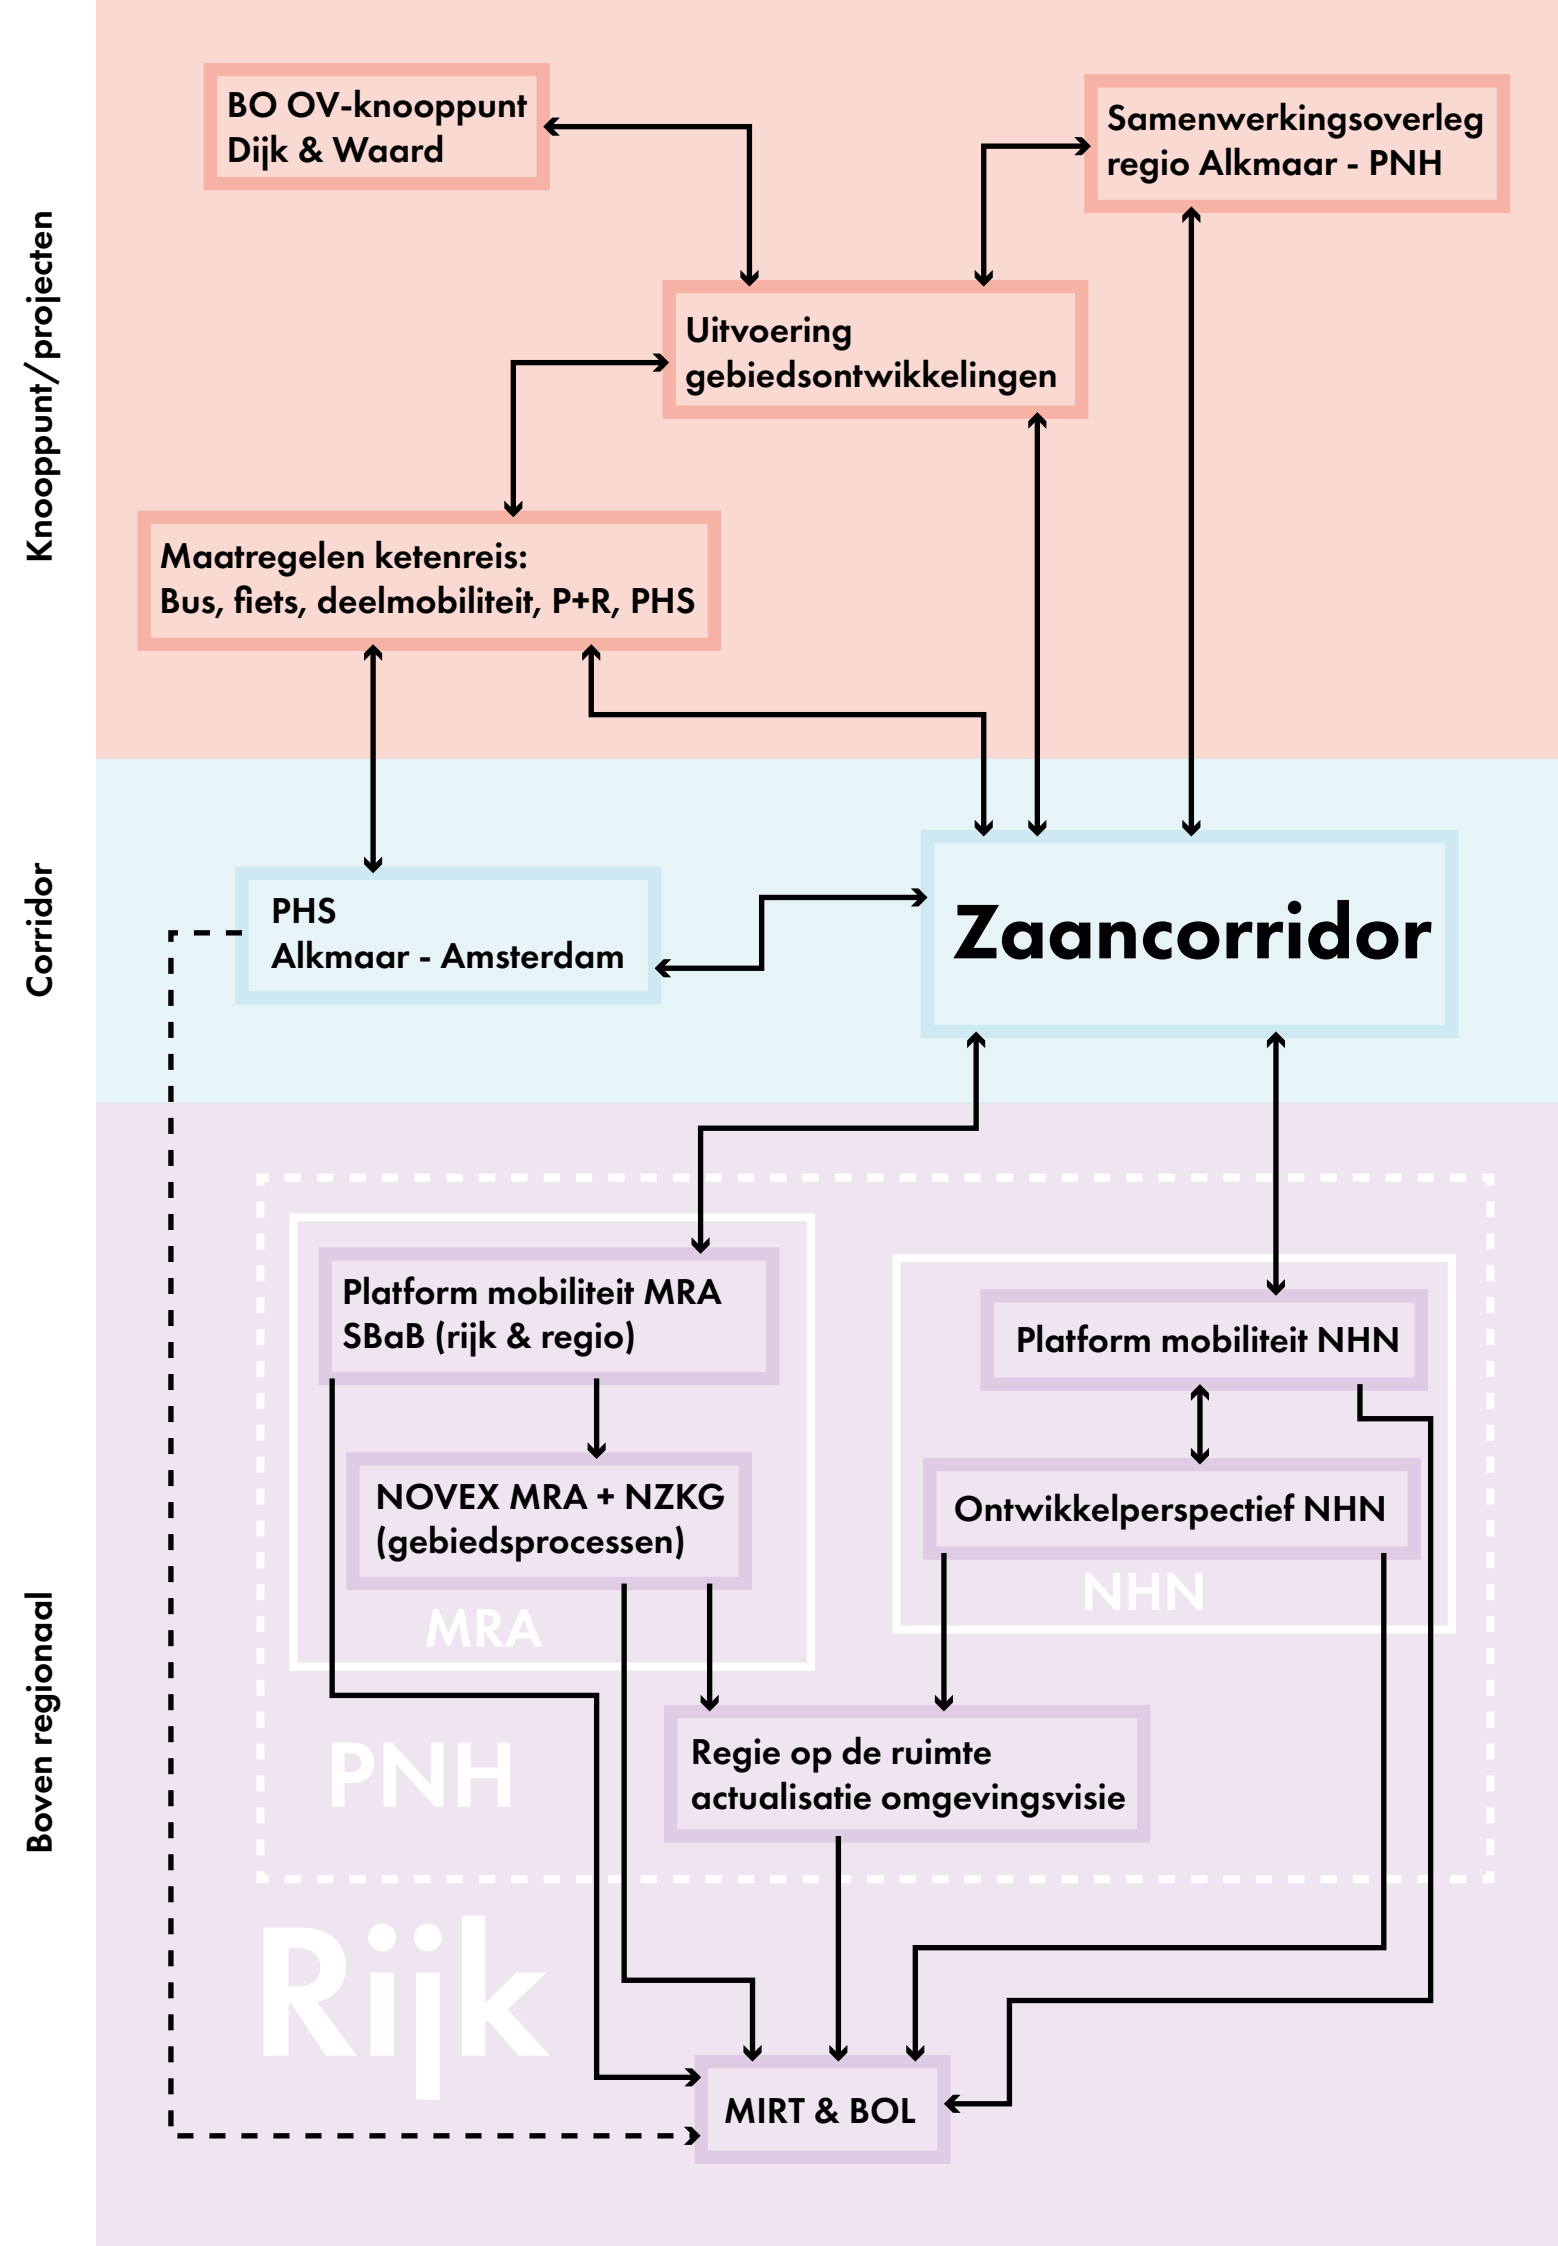 Knooppunt/projecten
BO OV-knooppunt
Dijk & Waard
Samenwerkingsoverleg
regio Alkmaar - PNH
Uitvoering
gebiedsontwikkelingen
Maatregelen ketenreis:
Bus, fiets, deelmobiliteit, P+R, PHS
Corridor
PHS
Alkmaar - Amsterdam
Zaancorridor
Boven regionaal
Platform mobiliteit MRA
SBaB (rijk & regio)
Platform mobiliteit NHN
NOVEX MRA + NZKG
(gebiedsprocessen)
Ontwikkelperspectief NHN
MRA
NHN
PNH
Regie op de ruimte
actualisatie omgevingsvisie
Rijk
MIRT & BOL